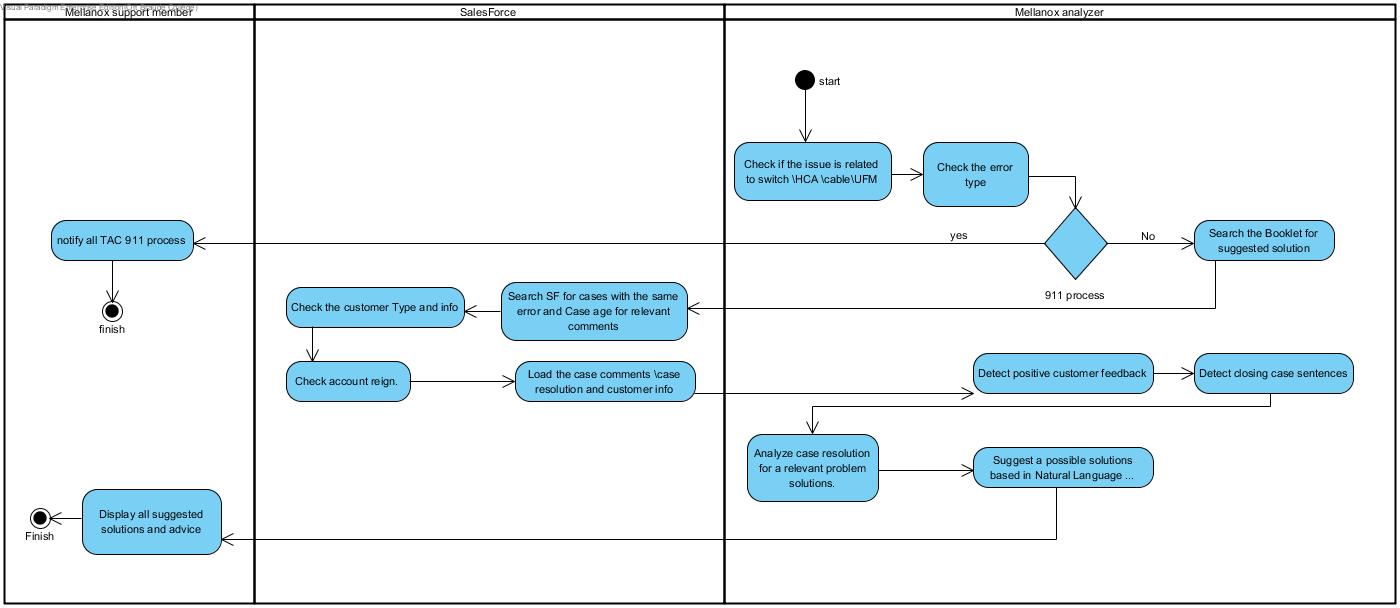 Mellanox support member
SalesForce
Mellanox analyzer
start
Check if the issue is related
to switch \HCA \cable\UFM
Check the error
type
notify all TAC 911 process
yes
No
Search the Booklet for
suggested solution
911 process
finish
Check the customer Type and info
Search SF for cases with the same
error and Case age for relevant
comments
Check account reign.
Load the case comments \case
resolution and customer info
Detect positive customer feedback
Detect closing case sentences
Analyze case resolution
for a relevant problem
solutions.
Suggest a possible solutions
based in Natural Language ...
Display all suggested
solutions and advice
Finish